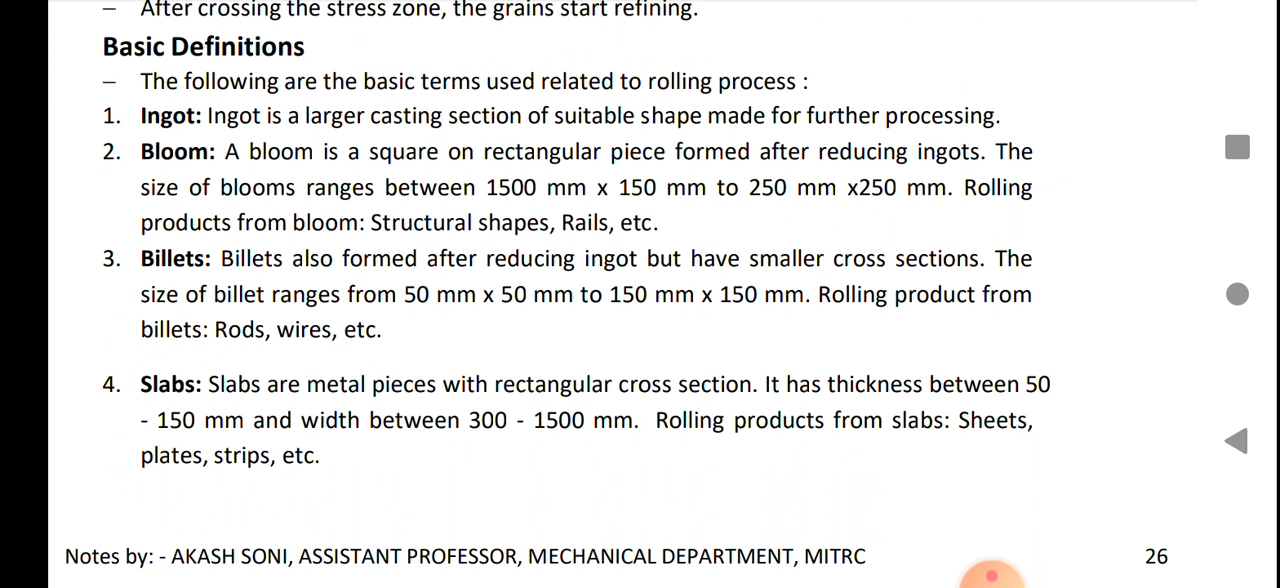 – After crossing the stress zone, the grains start refining.
Basic Definitions
– The following are the basic terms used related to rolling process :
1. Ingot: Ingot is a larger casting section of suitable shape made for further processing.
2. Bloom: A bloom is a square on rectangular piece formed after reducing ingots. The
size of blooms ranges between 1500 mm x 150 mm to 250 mm x250 mm. Rolling
products from bloom: Structural shapes, Rails, etc.
3. Billets: Billets also formed after reducing ingot but have smaller cross sections. The
size of billet ranges from 50 mm x 50 mm to 150 mm x 150 mm. Rolling product from
billets: Rods, wires, etc.
4. Slabs: Slabs are metal pieces with rectangular cross section. It has thickness between 50
- 150 mm and width between 300 - 1500 mm. Rolling products from slabs: Sheets,
plates, strips, etc.
Notes by: - AKASH SONI, ASSISTANT PROFESSOR, MECHANICAL DEPARTMENT, MITRC 26